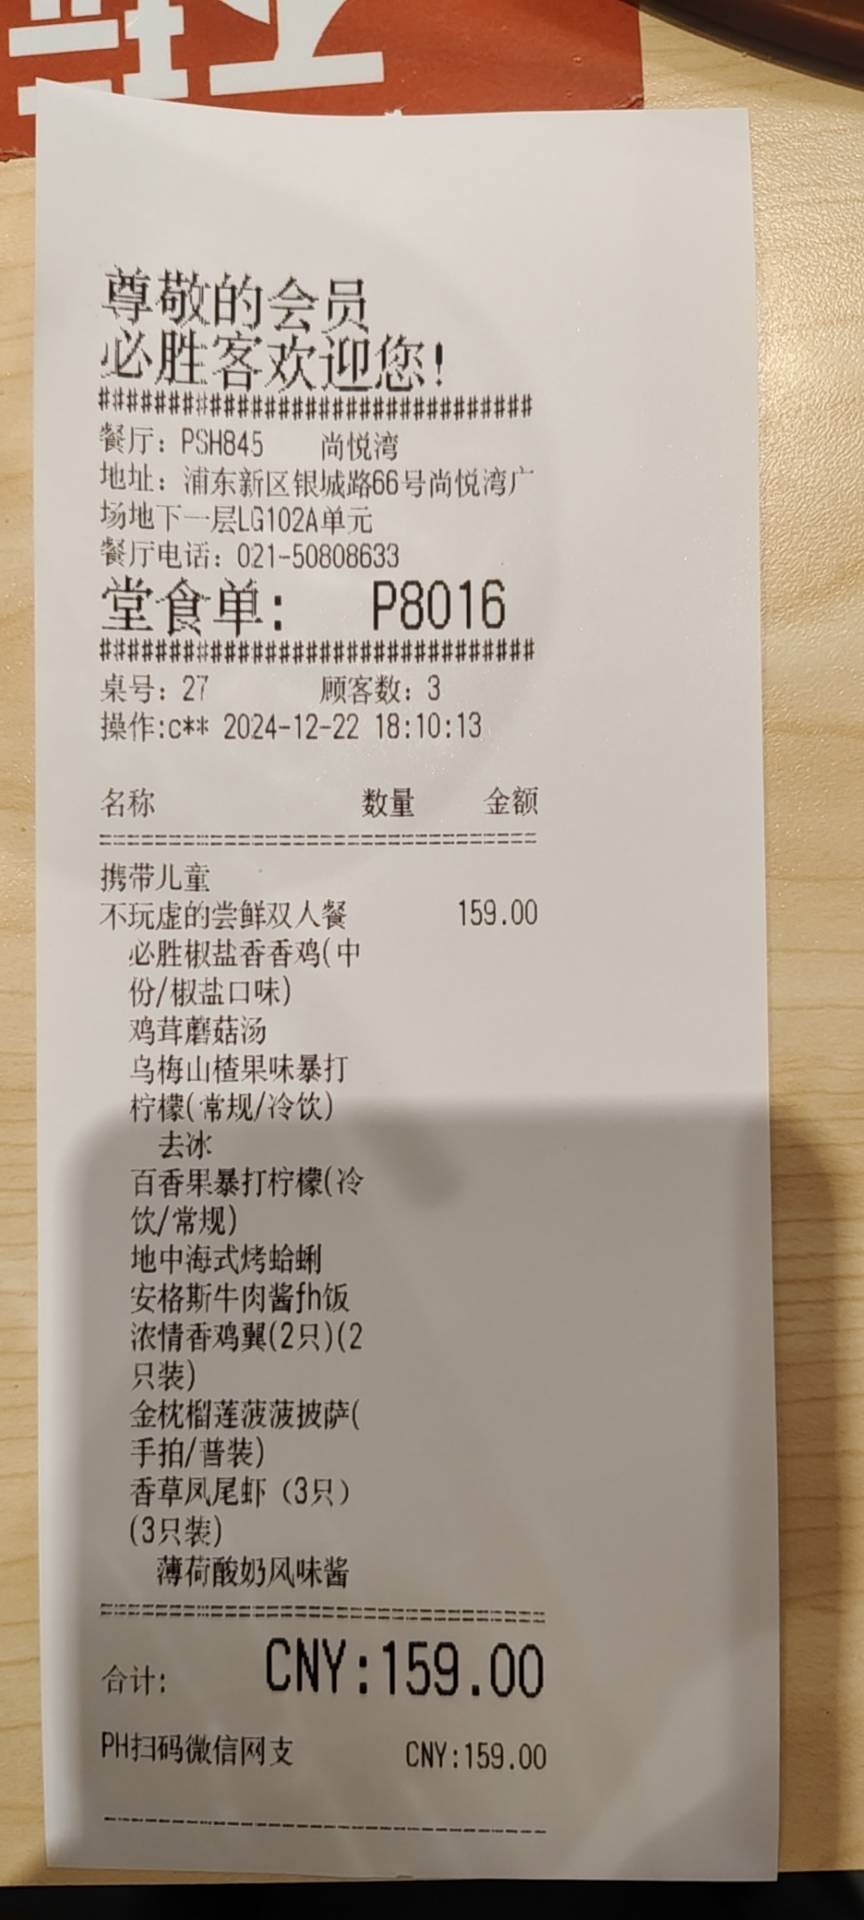 尊敬的会员
必胜客欢迎您!
###############################
餐厅: PSH845 尚悦湾
地址: 浦东新区银城路66号尚悦湾广
场地下一层LG102A单元
餐厅电话: 021-50808633
堂食单: P8016
###############################
桌号: 27 顾客数: 3
操作:c** 2024-12-22 18:10:13
名称 数量 金额
===============================
携带儿童
不玩虚的尝鲜双人餐 159.00
必胜椒盐香香鸡(中
份/椒盐口味)
鸡茸蘑菇汤
乌梅山楂果味暴打
柠檬(常规/冷饮)
去冰
百香果暴打柠檬(冷
饮/常规)
地中海式烤蛤蜊
安格斯牛肉酱fh饭
浓情香鸡翼(2只)(2
只装)
金枕榴莲菠菠披萨(
手拍/普装)
香草凤尾虾（3只）
(3只装)
薄荷酸奶风味酱
===============================
合计: CNY:159.00
PH扫码微信网支 CNY:159.00
-------------------------------